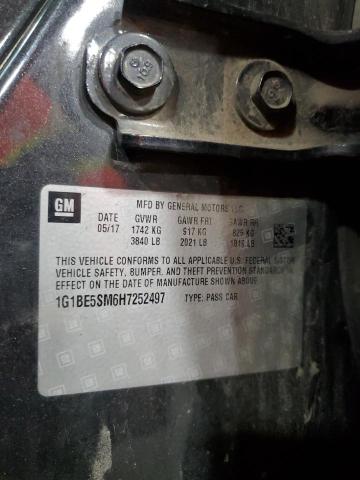 GM
MFD BY GENERAL MOTORS LLC
DATE GVWR GAWR FRT GAWR RR
05/17 1742 KG 917 KG 825 KG
3840 LB 2021 LB 1818 LB
THIS VEHICLE CONFORMS TO ALL APPLICABLE U.S. FEDERAL MOTOR
VEHICLE SAFETY, BUMPER, AND THEFT PREVENTION STANDARDS IN
EFFECT ON THE DATE OF MANUFACTURE SHOWN ABOVE.
1G1BE5SM6H7252497 TYPE: PASS CAR